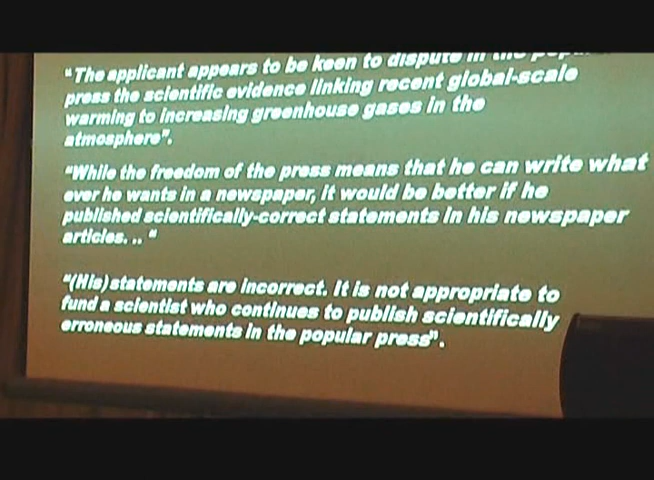 "The applicant appears to be keen to dispute in the
press the scientific evidence linking recent global-scale
warming to increasing greenhouse gases in the
atmosphere".
"While the freedom of the press means that he can write what
ever he wants in a newspaper, it would be better if he
published scientifically-correct statements in his newspaper
articles. .. "
"(His) statements are incorrect. It is not appropriate to
fund a scientist who continues to publish scientifically
erroneous statements in the popular press".